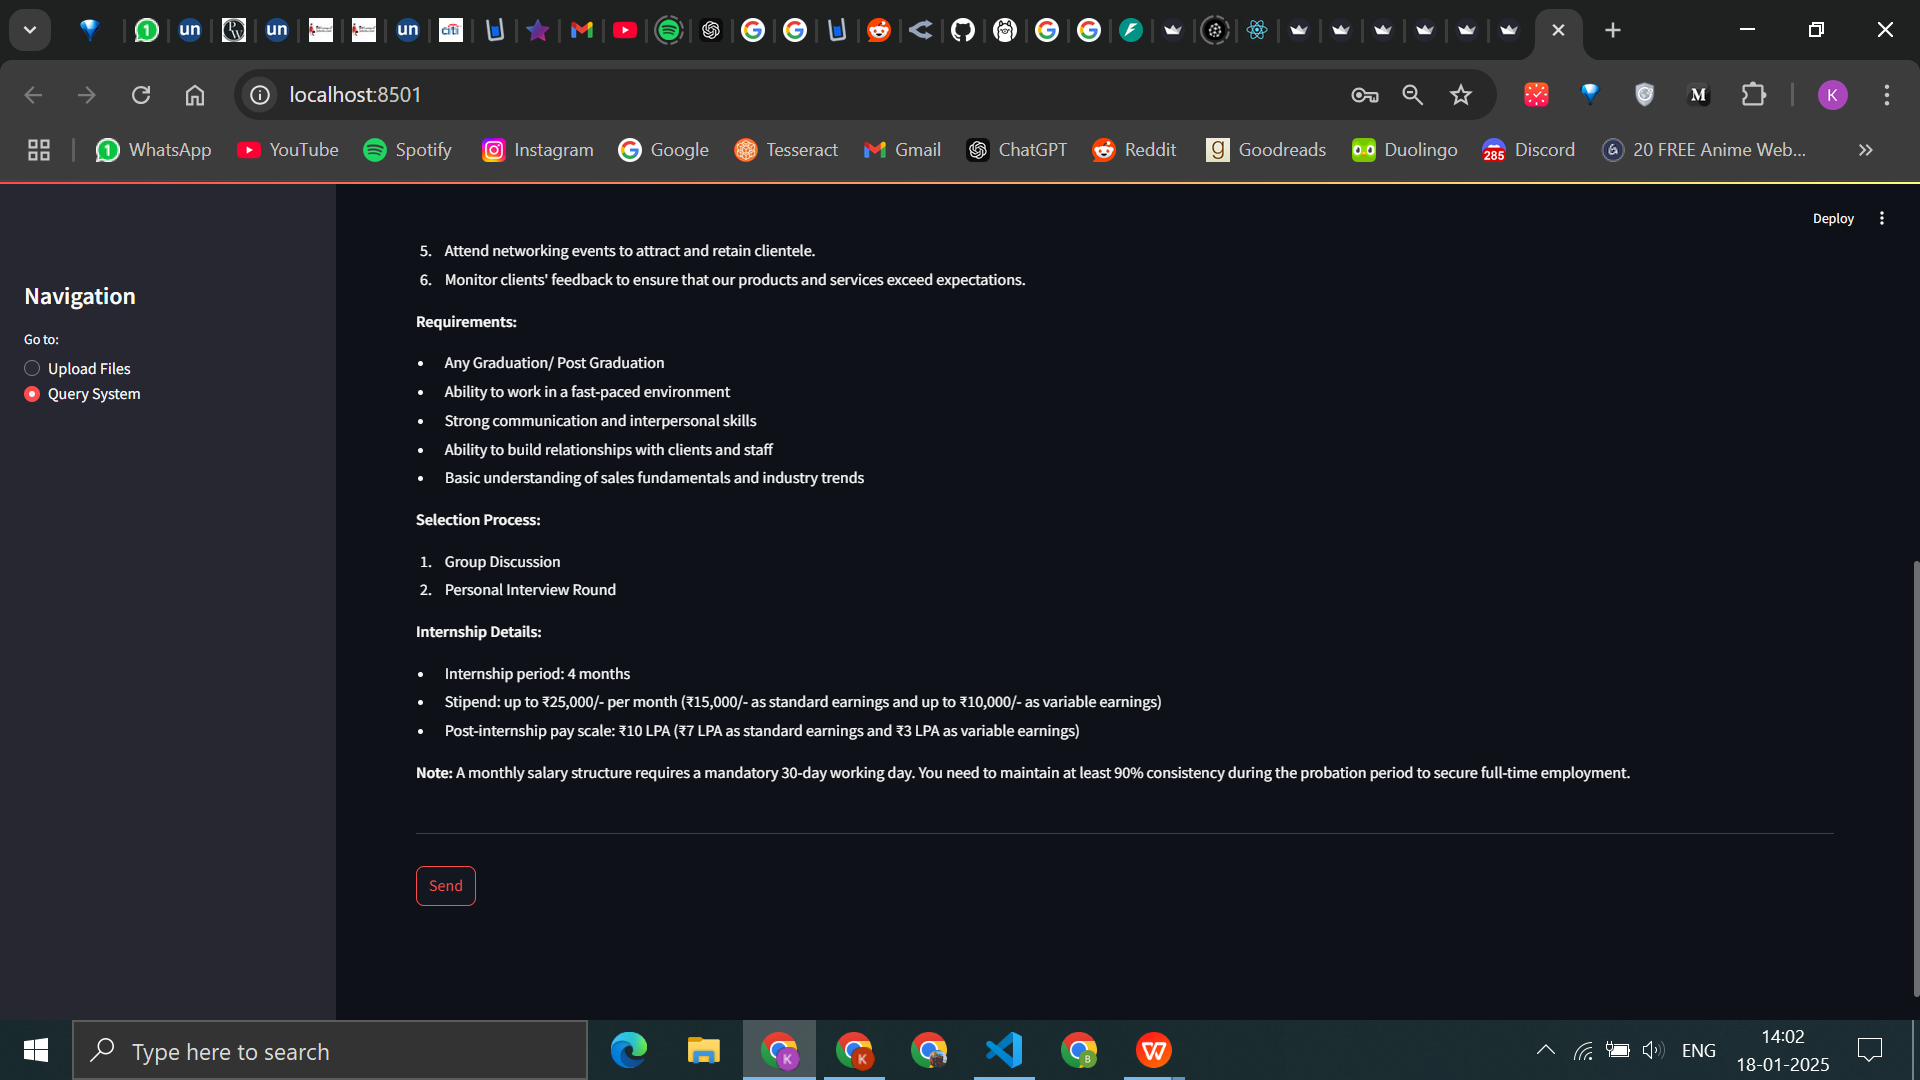 localhost:8501
K
WhatsApp
YouTube
Spotify
Instagram
Google
Tesseract
Gmail
ChatGPT
Reddit
Goodreads
Duolingo
285
Discord
20 FREE Anime Web...
Deploy
Navigation
Go to:
Upload Files
Query System
5. Attend networking events to attract and retain clientele.
6. Monitor clients' feedback to ensure that our products and services exceed expectations.
Requirements:
• Any Graduation/ Post Graduation
• Ability to work in a fast-paced environment
• Strong communication and interpersonal skills
• Ability to build relationships with clients and staff
• Basic understanding of sales fundamentals and industry trends
Selection Process:
1. Group Discussion
2. Personal Interview Round
Internship Details:
• Internship period: 4 months
• Stipend: up to ₹25,000/- per month (₹15,000/- as standard earnings and up to ₹10,000/- as variable earnings)
• Post-internship pay scale: ₹10 LPA (₹7 LPA as standard earnings and ₹3 LPA as variable earnings)
Note: A monthly salary structure requires a mandatory 30-day working day. You need to maintain at least 90% consistency during the probation period to secure full-time employment.
Send
Type here to search
ENG
14:02
18-01-2025